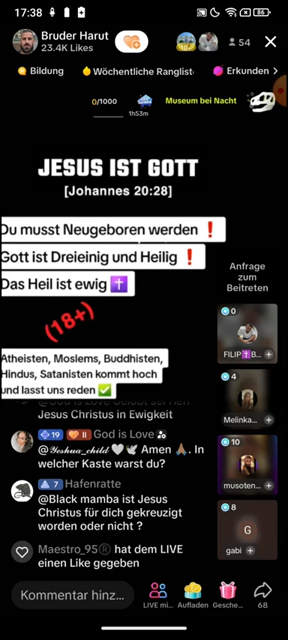 17:38
86
Bruder Harut
23.4K Likes
54
Bildung
Wöchentliche Rangliste
Erkunden
0/1000
1h53m
Museum bei Nacht
JESUS IST GOTT
[Johannes 20:28]
Du musst Neugeboren werden ❗
Gott ist Dreieinig und Heilig ❗
Das Heil ist ewig ✝️
(18+)
Atheisten, Moslems, Buddhisten,
Hindus, Satanisten kommt hoch
und lasst uns reden ✅
Anfrage
zum
Beitreten
0
FILIP✝️B...
4
Melinka...
10
musoten...
8
G
gabi
Jesus Christus in Ewigkeit
19 11 God is Love
@𝓨𝓮𝓼𝓱𝓾𝓪_𝓬𝓱𝓲𝓵𝓭 🤍🕊 Amen 🙏🏽. In
welcher Kaste warst du?
7 Hafenratte
@Black mamba ist Jesus
Christus für dich gekreuzigt
worden oder nicht ?
Maestro_95® hat dem LIVE
einen Like gegeben
Kommentar hinz...
LIVE mi...
Aufladen
Gesche...
68